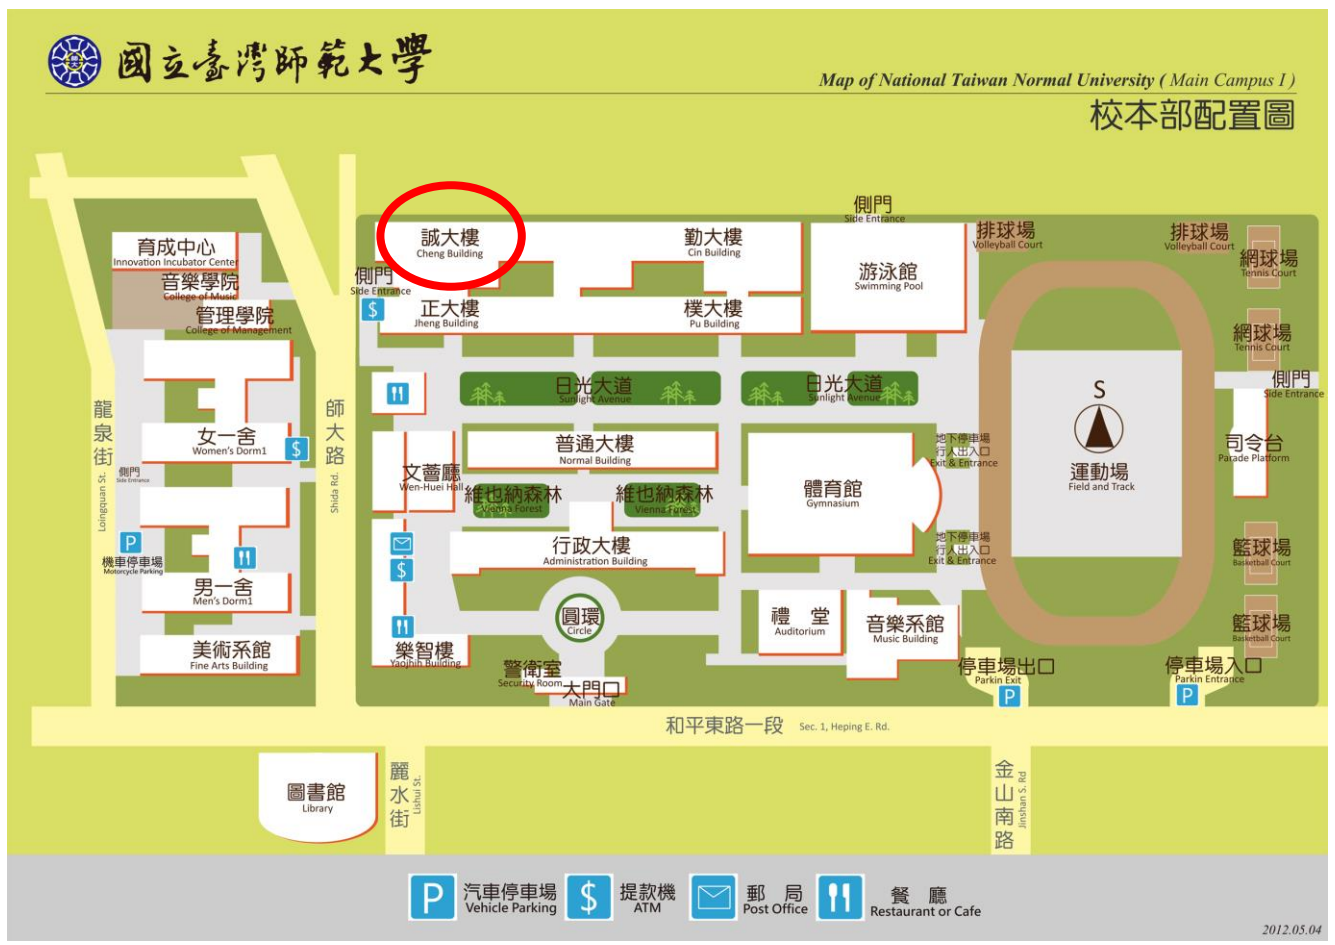 國立臺灣師範大學
Map of National Taiwan Normal University ( Main Campus I )
校本部配置圖
育成中心
Innovation Incubator Center
音樂學院
College of Music
管理學院
College of Management
女一舍
Women's Dorm1
$
側門
Side Entrance
P
機車停車場
Motorcycle Parking
男一舍
Men's Dorm1
美術系館
Fine Arts Building
龍泉街
Loingquan St.
師大路
Shida Rd.
誠大樓
Cheng Building
勤大樓
Cin Building
側門
Side Entrance
$
正大樓
Jheng Building
樸大樓
Pu Building
側門
Side Entrance
游泳館
Swimming Pool
排球場
Volleyball Court
排球場
Volleyball Court
網球場
Tennis Court
網球場
Tennis Court
側門
Side Entrance
日光大道
Sunlight Avenue
日光大道
Sunlight Avenue
普通大樓
Normal Building
文薈廳
Wen-Huei Hall
維也納森林
Vienna Forest
維也納森林
Vienna Forest
行政大樓
Administration Building
$
圓環
Circle
樂智樓
Yaojhih Building
警衛室
Security Room
大門口
Main Gate
體育館
Gymnasium
地下停車場
行人出入口
Exit & Entrance
地下停車場
行人出入口
Exit & Entrance
S
運動場
Field and Track
司令台
Parade Platform
籃球場
Basketball Court
籃球場
Basketball Court
禮 堂
Auditorium
音樂系館
Music Building
停車場出口
Parkin Exit
P
停車場入口
Parkin Entrance
P
和平東路一段 Sec. 1, Heping E. Rd.
圖書館
Library
麗水街
Lishui St.
金山南路
Jinshan S. Rd
P
汽車停車場
Vehicle Parking
$
提款機
ATM
郵 局
Post Office
餐 廳
Restaurant or Cafe
2012.05.04